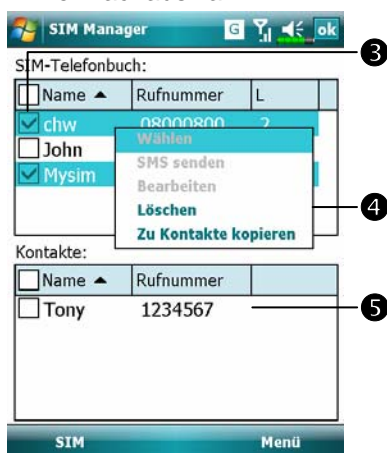 SIM Manager G ok
3
SIM-Telefonbuch:
Name Rufnummer L
chw 08000800 2
John
Mysim
Wählen
SMS senden
Bearbeiten
Löschen
4
Zu Kontakte kopieren
Kontakte:
Name Rufnummer
Tony 1234567
5
SIM Menü